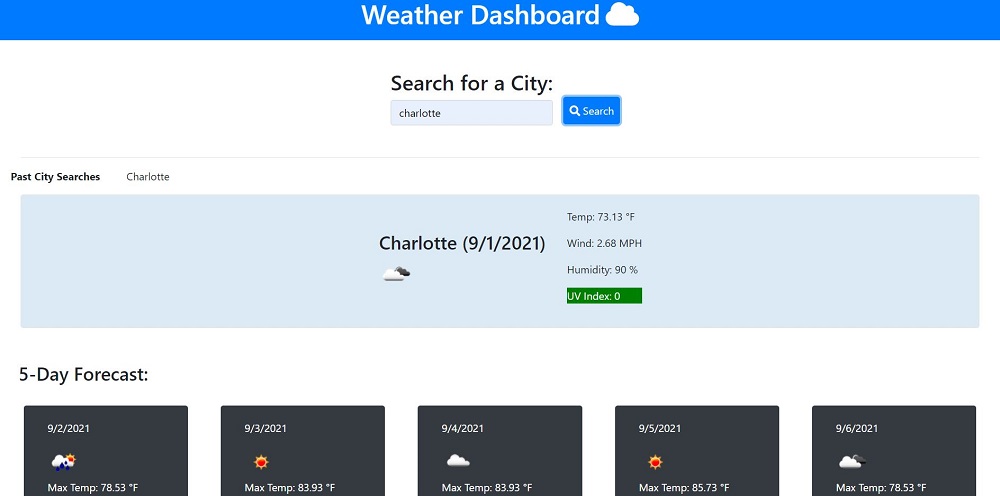 Weather Dashboard
Search for a City:
charlotte
Search
Past City Searches Charlotte
Charlotte (9/1/2021)
Temp: 73.13 °F
Wind: 2.68 MPH
Humidity: 90 %
UV Index: 0
5-Day Forecast:
9/2/2021
Max Temp: 78.53 °F
9/3/2021
Max Temp: 83.93 °F
9/4/2021
Max Temp: 83.93 °F
9/5/2021
Max Temp: 85.73 °F
9/6/2021
Max Temp: 78.53 °F